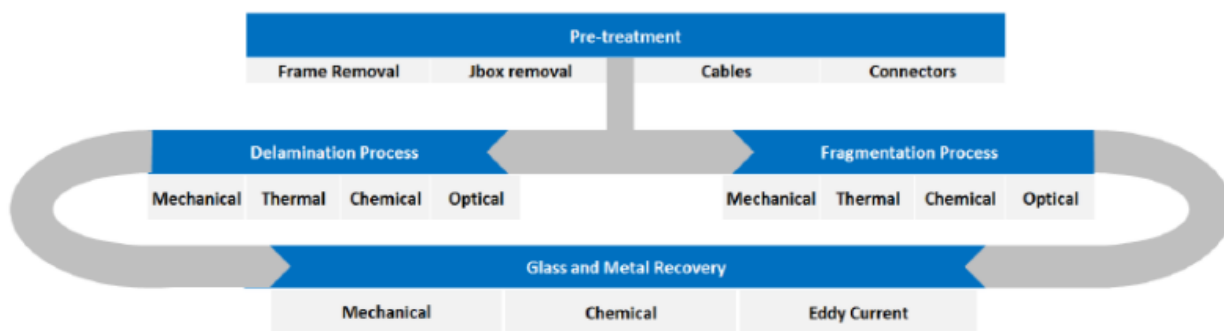 Pre-treatment
Frame Removal Jbox removal Cables Connectors
Delamination Process Fragmentation Process
Mechanical Thermal Chemical Optical Mechanical Thermal Chemical Optical
Glass and Metal Recovery
Mechanical Chemical Eddy Current